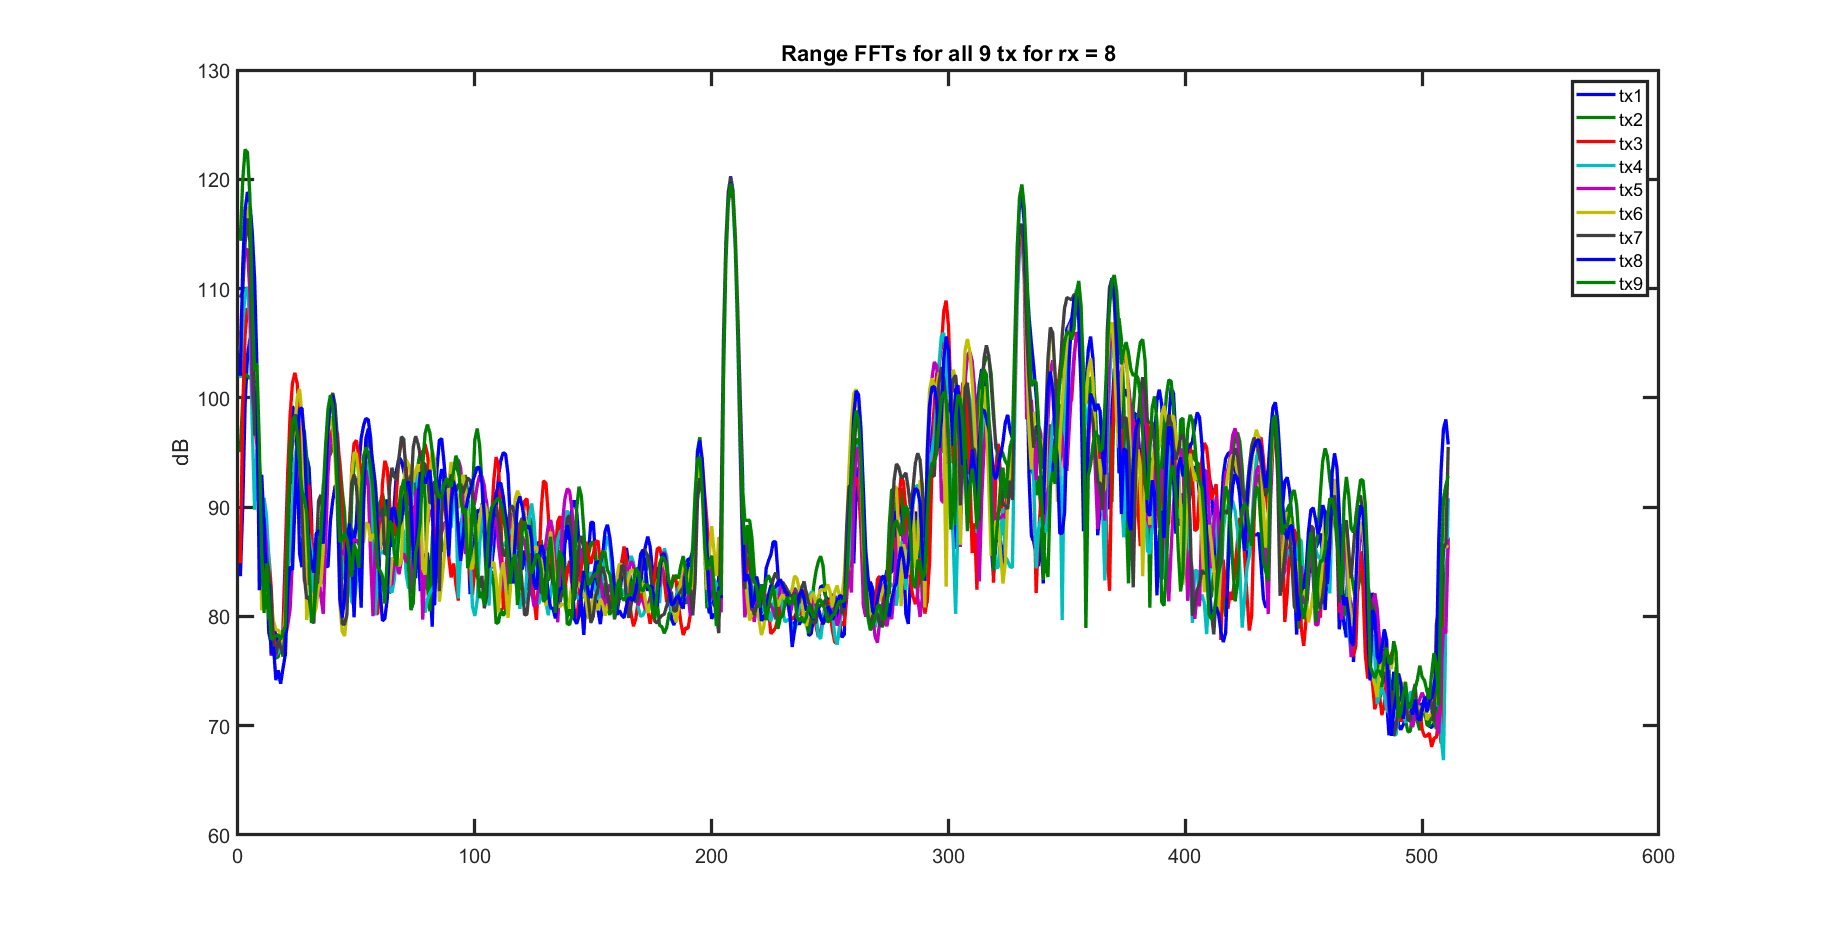 Range FFTs for all 9 tx for rx = 8
130
120
110
100
90
80
70
60
dB
0 100 200 300 400 500 600
tx1
tx2
tx3
tx4
tx5
tx6
tx7
tx8
tx9